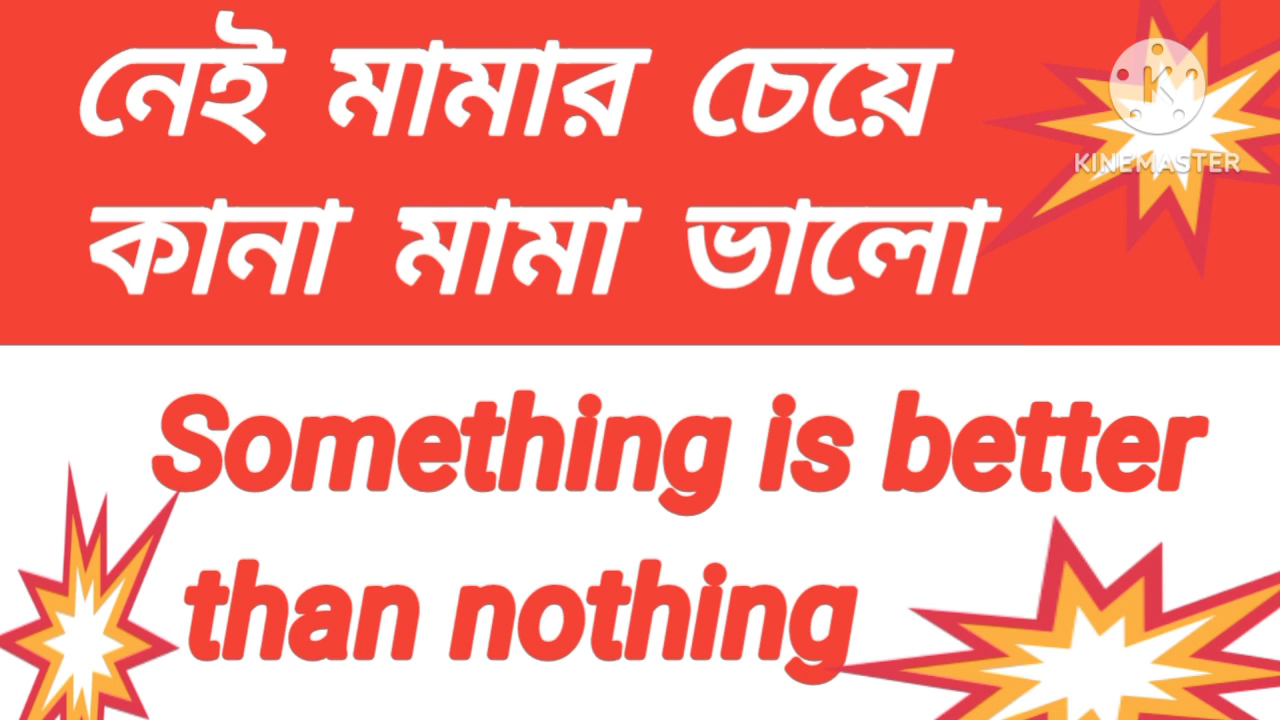 নেই মামার চেয়ে
কানা মামা ভালো
KINEMASTER
Something is better
than nothing